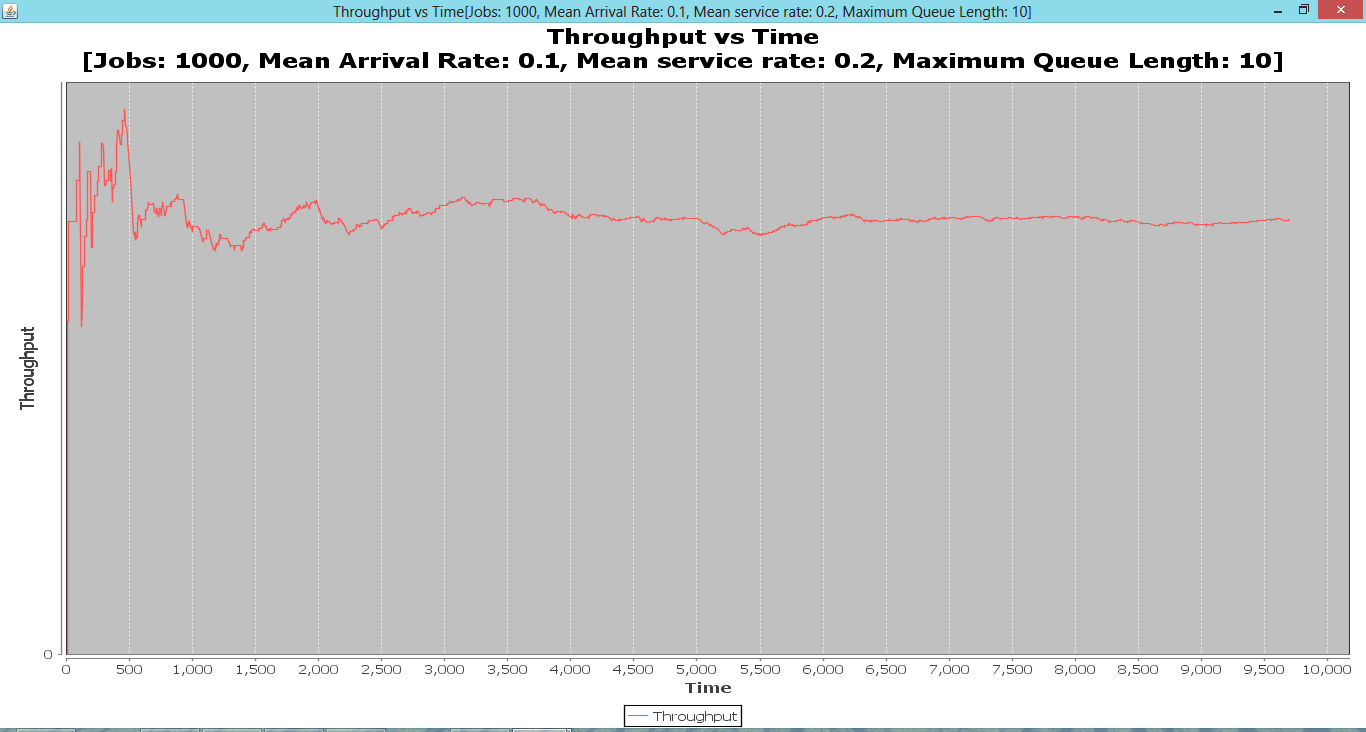 Throughput vs Time[Jobs: 1000, Mean Arrival Rate: 0.1, Mean service rate: 0.2, Maximum Queue Length: 10]
Throughput vs Time
[Jobs: 1000, Mean Arrival Rate: 0.1, Mean service rate: 0.2, Maximum Queue Length: 10]
Throughput
0
0 500 1,000 1,500 2,000 2,500 3,000 3,500 4,000 4,500 5,000 5,500 6,000 6,500 7,000 7,500 8,000 8,500 9,000 9,500 10,000
Time
Throughput